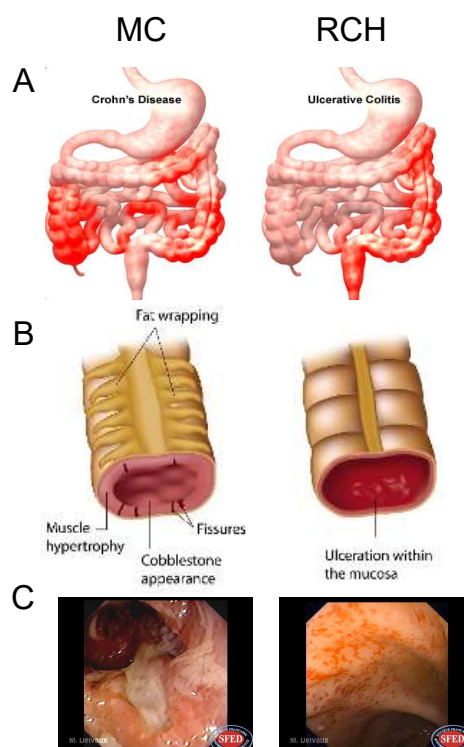 MC RCH
A
Crohn's Disease Ulcerative Colitis
Fat wrapping
B
Muscle
hypertrophy
Fissures
Cobblestone
appearance
Ulceration within
the mucosa
C
M. Delvaux SFED M. Delvaux SFED